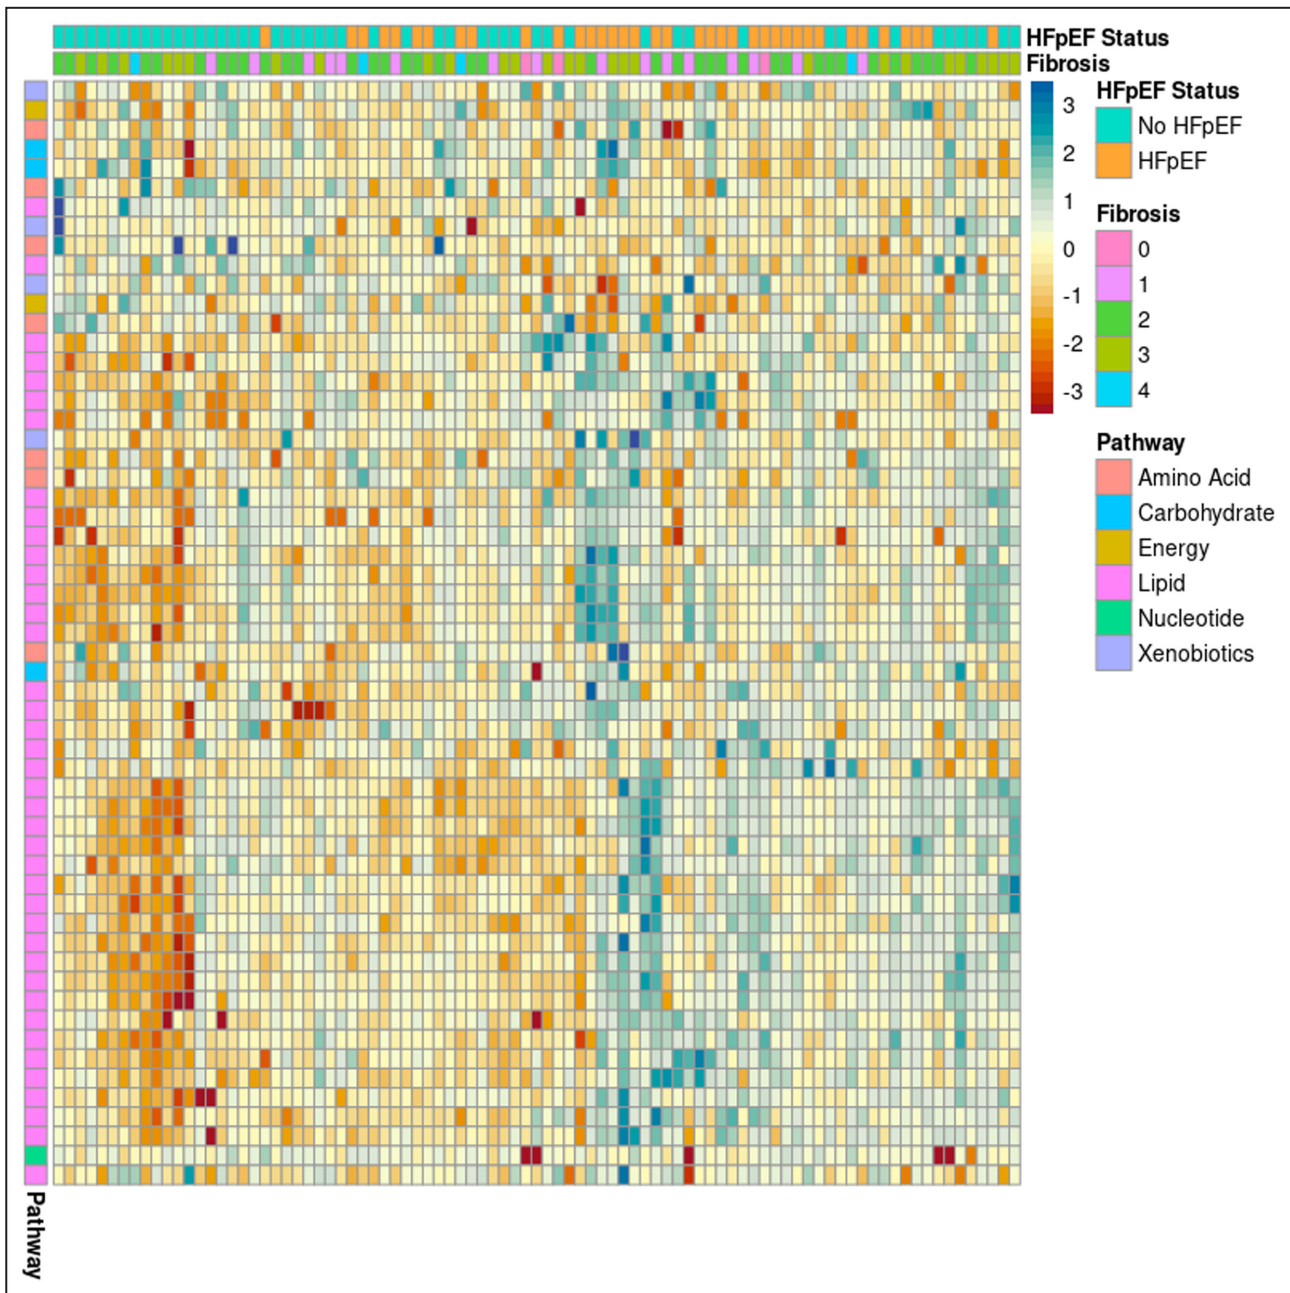 HFpEF Status
Fibrosis
3
2
1
0
-1
-2
-3
HFpEF Status
No HFpEF
HFpEF
Fibrosis
0
1
2
3
4
Pathway
Amino Acid
Carbohydrate
Energy
Lipid
Nucleotide
Xenobiotics
Pathway